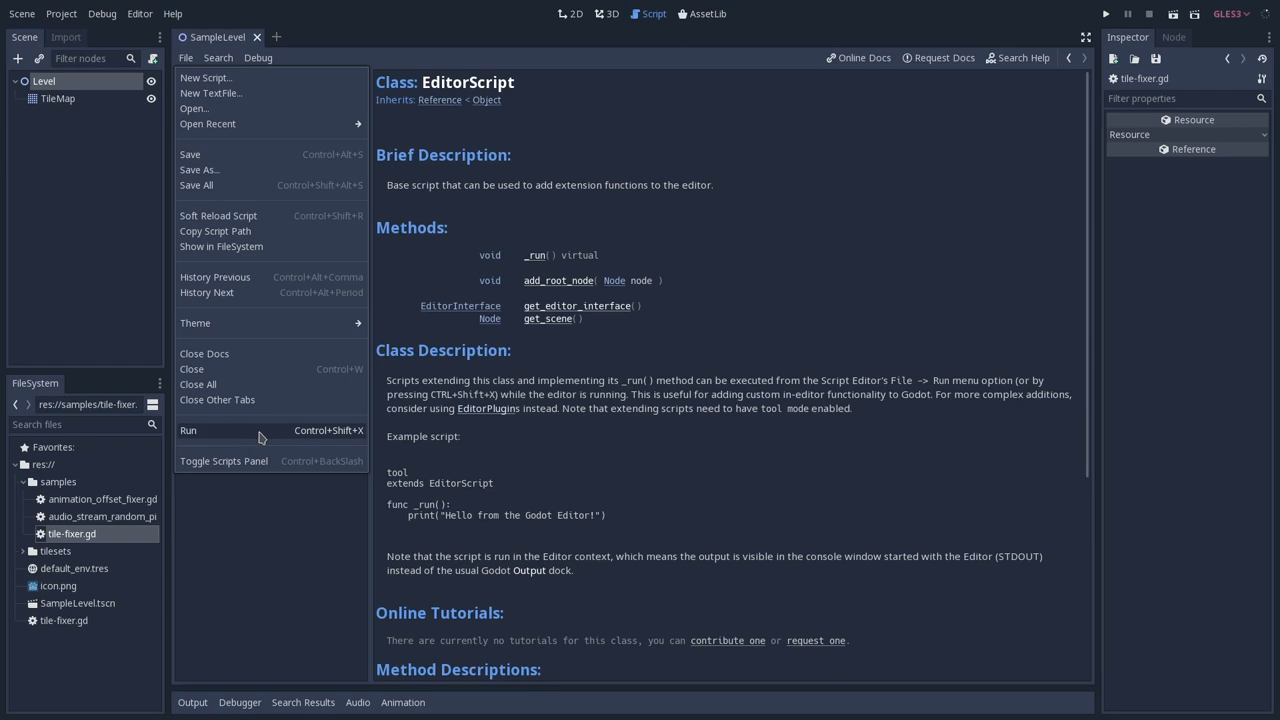 Scene Project Debug Editor Help
2D 3D Script AssetLib
GLES3
Scene Import
Filter nodes
Level
TileMap
FileSystem
res://samples/tile-fixer.
Search files
Favorites:
res://
samples
animation_offset_fixer.gd
audio_stream_random_pi
tile-fixer.gd
tilesets
default_env.tres
icon.png
SampleLevel.tscn
tile-fixer.gd
SampleLevel
File Search Debug
Online Docs Request Docs Search Help
New Script...
New TextFile...
Open...
Open Recent
Save Control+Alt+S
Save As...
Save All Control+Shift+Alt+S
Soft Reload Script Control+Shift+R
Copy Script Path
Show in FileSystem
History Previous Control+Alt+Comma
History Next Control+Alt+Period
Theme
Close Docs
Close Control+W
Close All
Close Other Tabs
Run Control+Shift+X
Toggle Scripts Panel Control+BackSlash
Class: EditorScript
Inherits: Reference < Object
Brief Description:
Base script that can be used to add extension functions to the editor.
Methods:
void _run() virtual
void add_root_node( Node node )
EditorInterface get_editor_interface()
Node get_scene()
Class Description:
Scripts extending this class and implementing its _run() method can be executed from the Script Editor's File -> Run menu option (or by
pressing CTRL+Shift+X) while the editor is running. This is useful for adding custom in-editor functionality to Godot. For more complex additions,
consider using EditorPlugins instead. Note that extending scripts need to have tool mode enabled.
Example script:
tool
extends EditorScript
func _run():
print("Hello from the Godot Editor!")
Note that the script is run in the Editor context, which means the output is visible in the console window started with the Editor (STDOUT)
instead of the usual Godot Output dock.
Online Tutorials:
There are currently no tutorials for this class, you can contribute one or request one.
Method Descriptions:
Output Debugger Search Results Audio Animation
Inspector Node
tile-fixer.gd
Filter properties
Resource
Resource
Reference